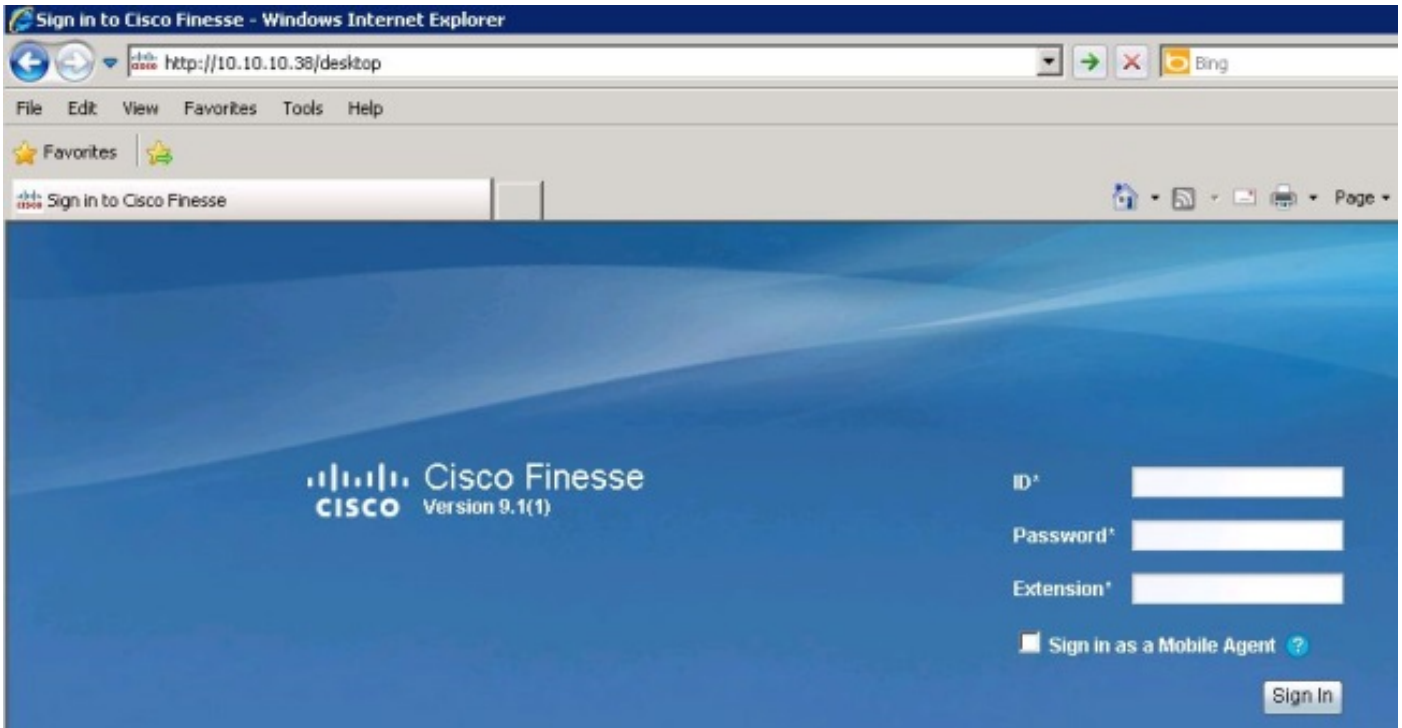 Sign in to Cisco Finesse - Windows Internet Explorer
http://10.10.10.38/desktop
Bing
File Edit View Favorites Tools Help
Favorites
Sign in to Cisco Finesse
Page
CISCO Cisco Finesse
Version 9.1(1)
ID*
Password*
Extension*
Sign in as a Mobile Agent ?
Sign In